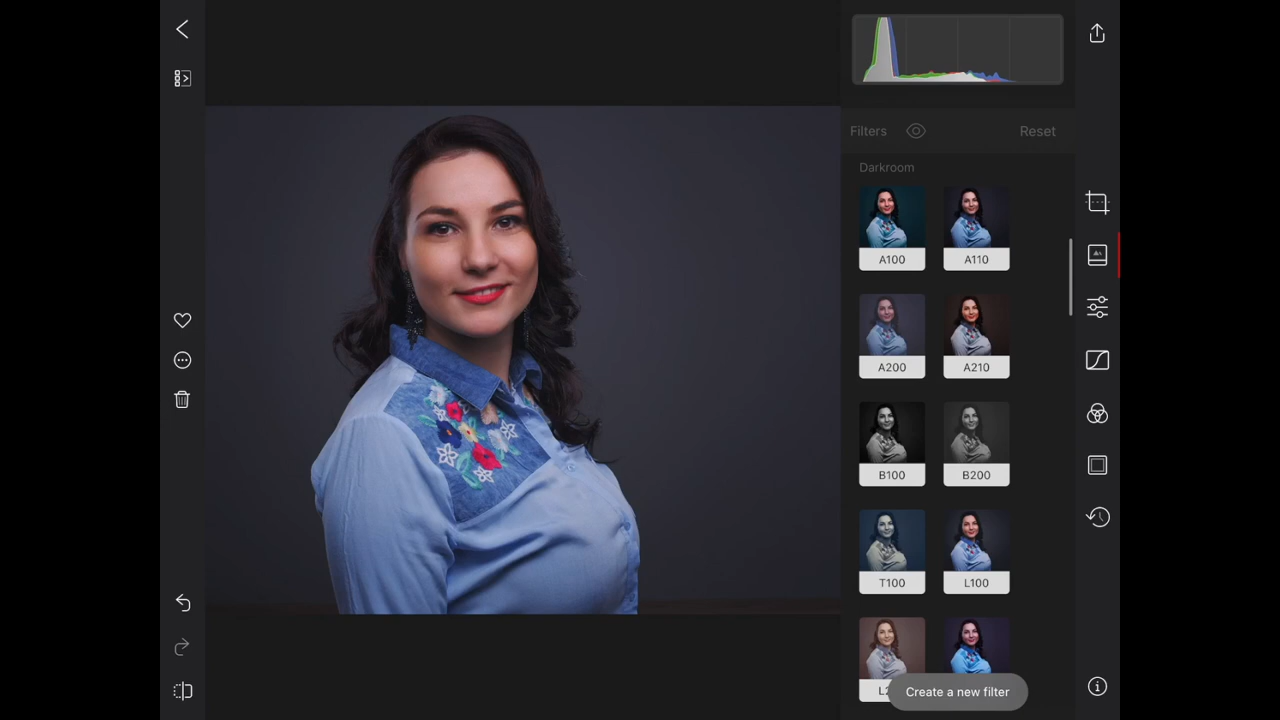 Filters
Reset
Darkroom
A100
A110
A200
A210
B100
B200
T100
L100
Create a new filter